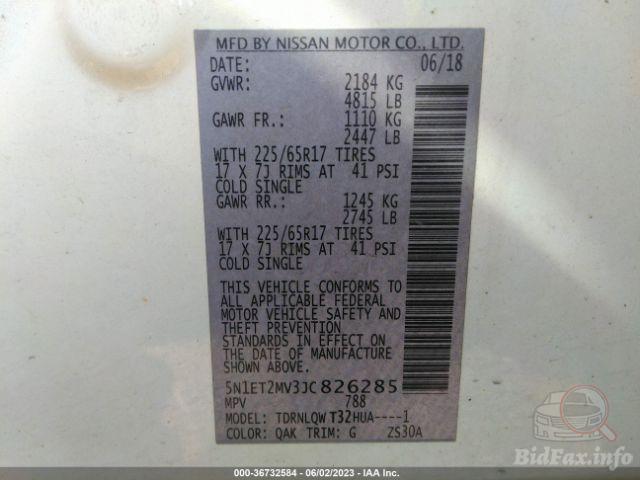 MFD BY NISSAN MOTOR CO., LTD.
DATE: 06/18
GVWR: 2184 KG
4815 LB
GAWR FR.: 1110 KG
2447 LB
WITH 225/65R17 TIRES
17 X 7J RIMS AT 41 PSI
COLD SINGLE
GAWR RR.: 1245 KG
2745 LB
WITH 225/65R17 TIRES
17 X 7J RIMS AT 41 PSI
COLD SINGLE
THIS VEHICLE CONFORMS TO
ALL APPLICABLE FEDERAL
MOTOR VEHICLE SAFETY AND
THEFT PREVENTION
STANDARDS IN EFFECT ON
THE DATE OF MANUFACTURE
SHOWN ABOVE.
5N1ET2MV3JC826285
MPV 788
MODEL: TDRNLQW T32HUA----1
COLOR: QAK TRIM: G ZS30A
000-36732584 - 06/02/2023 - IAA Inc.
BidFax.info